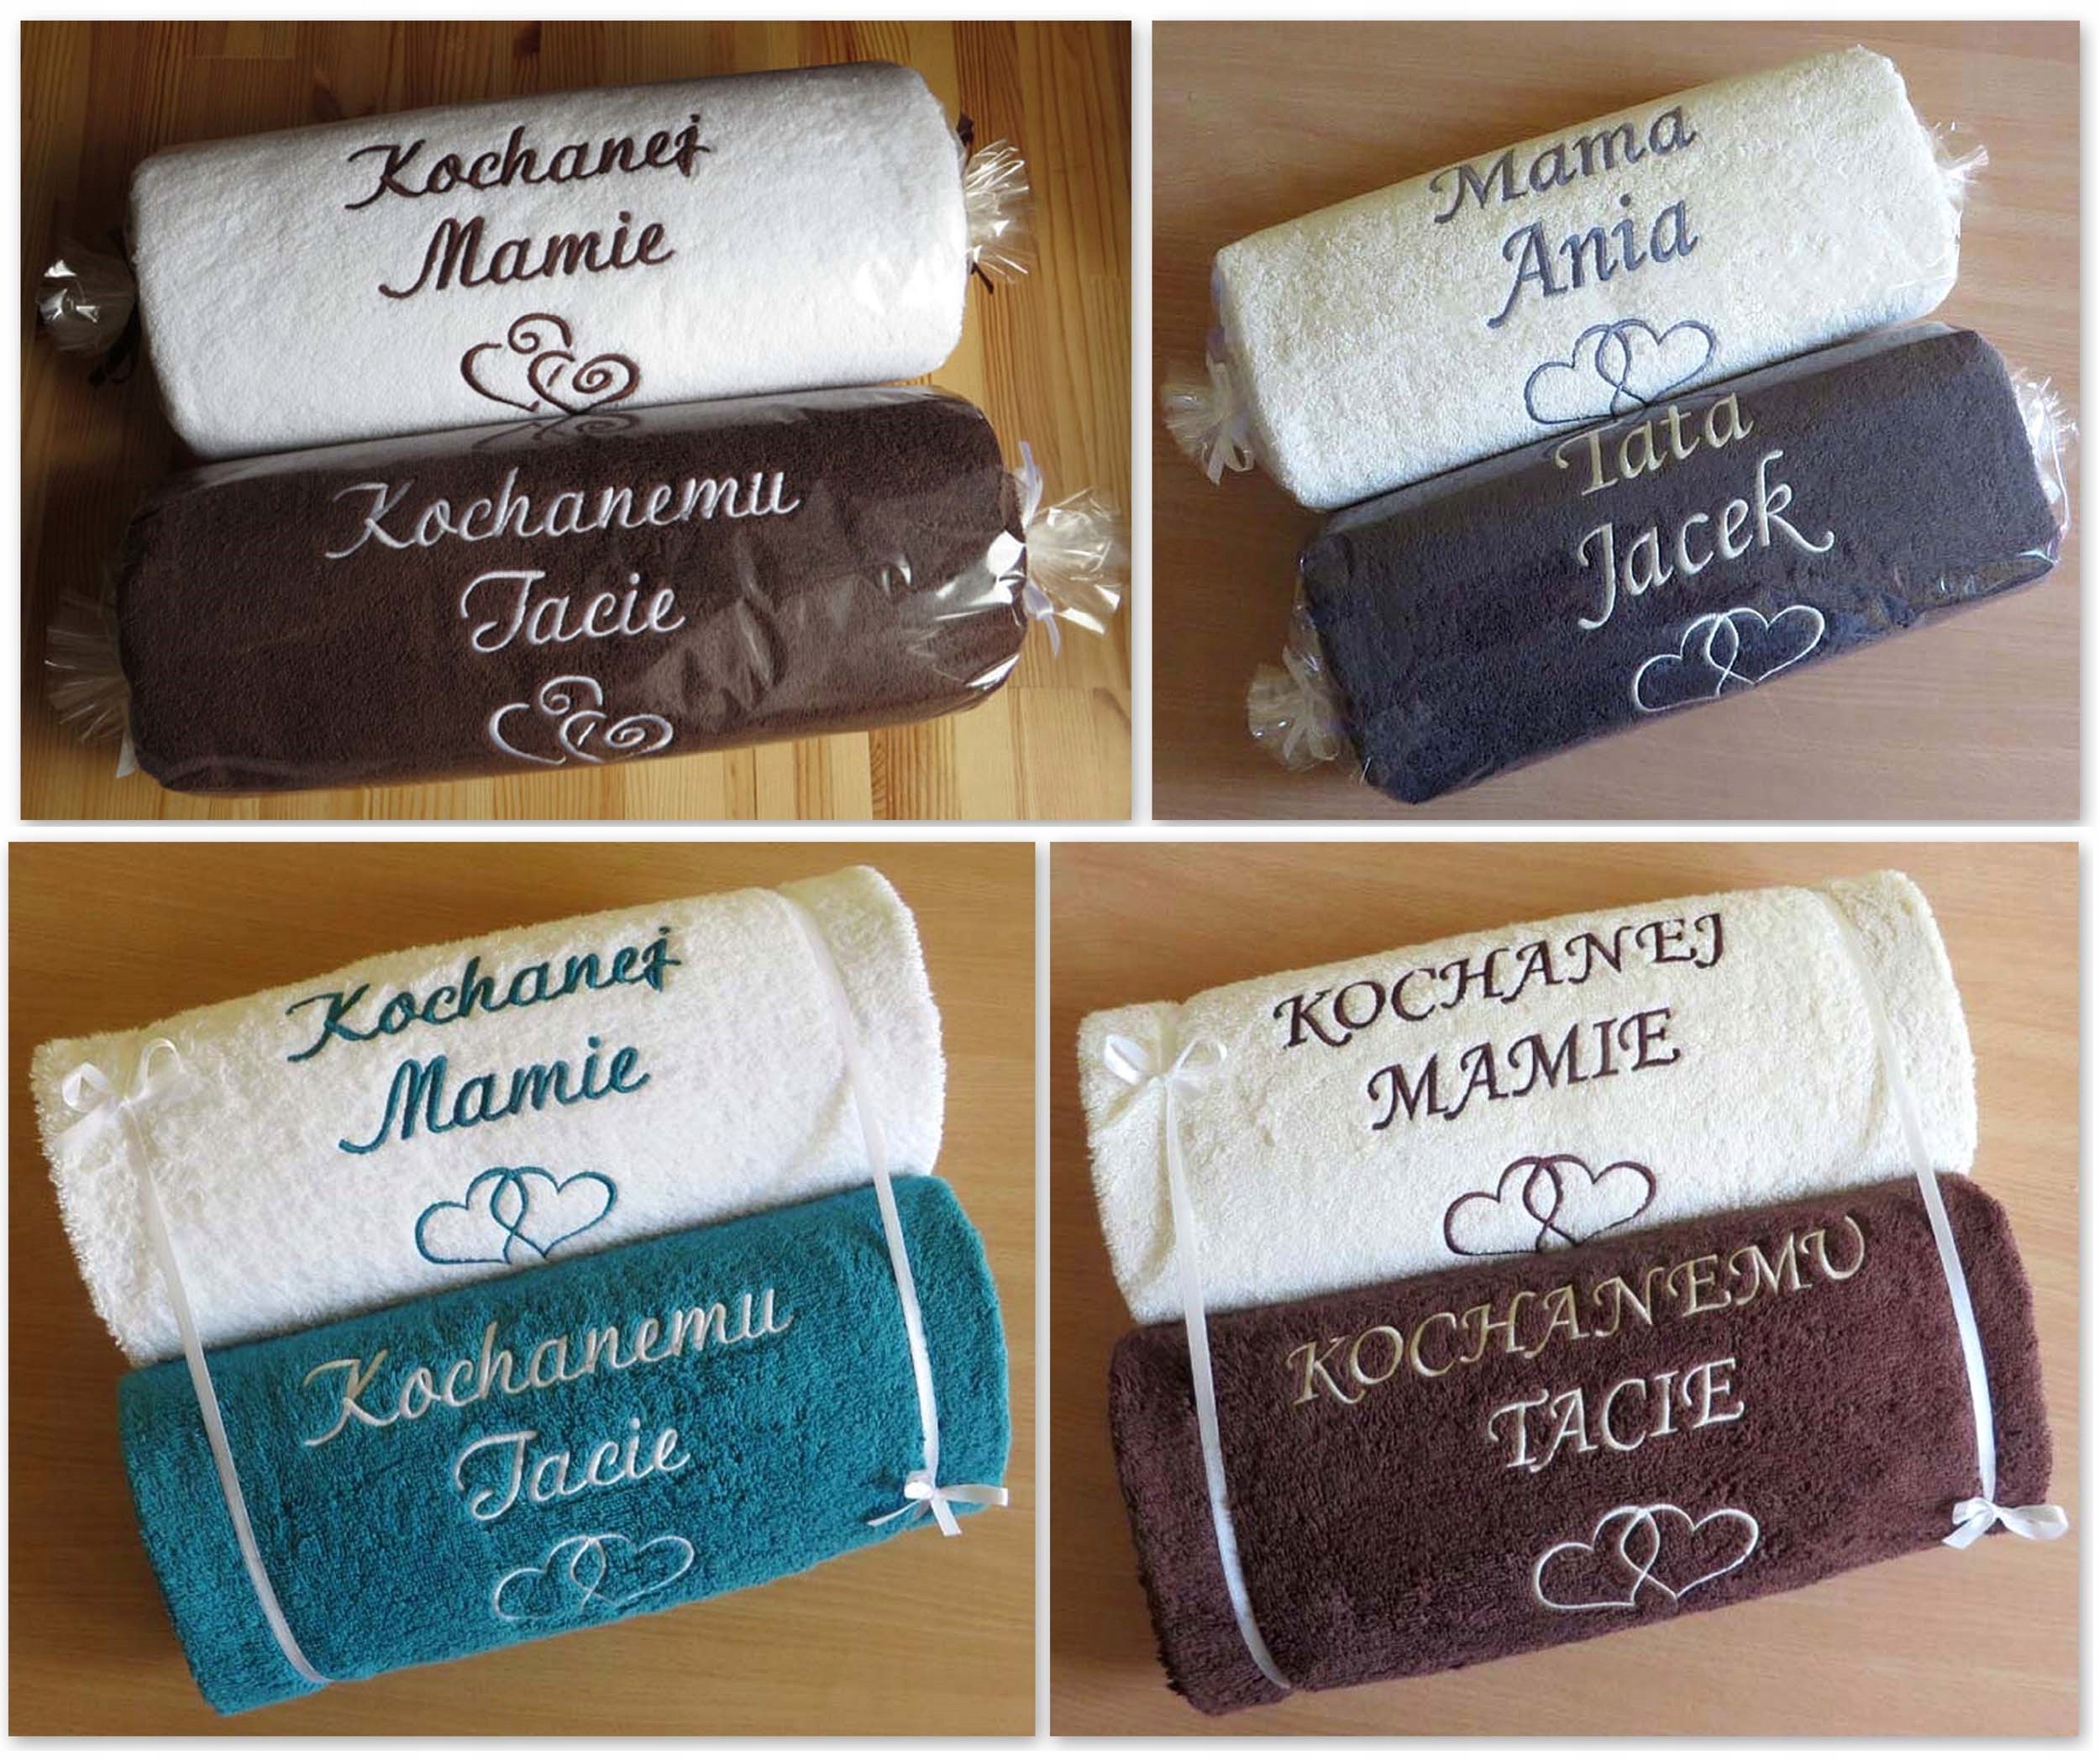 Kochanej
Mamie
Kochanemu
Tacie
Mama
Ania
Tata
Jacek
Kochanej
Mamie
Kochanemu
Tacie
KOCHANEJ
MAMIE
KOCHANEMU
TACIE